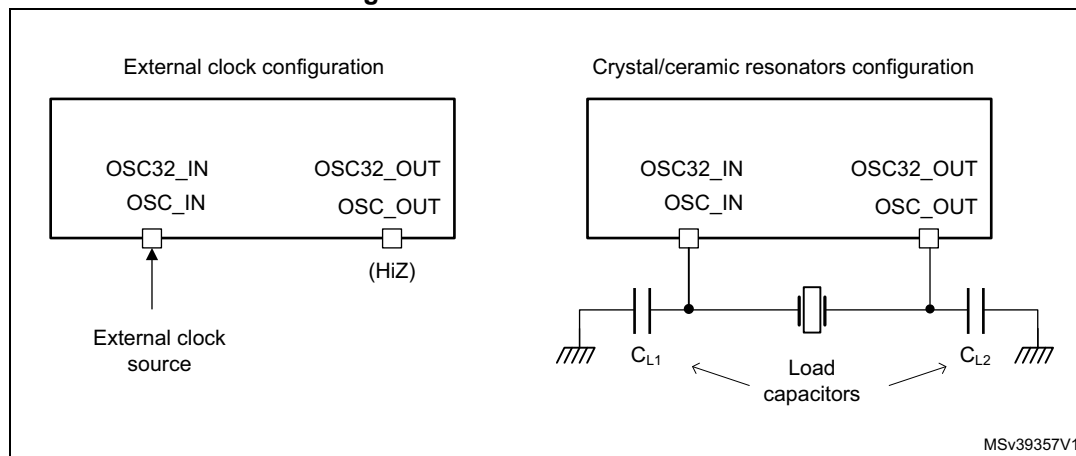 External clock configuration
OSC32_IN OSC32_OUT
OSC_IN OSC_OUT
(HiZ)
External clock
source
Crystal/ceramic resonators configuration
OSC32_IN OSC32_OUT
OSC_IN OSC_OUT
CL1 CL2
Load
capacitors
MSv39357V1